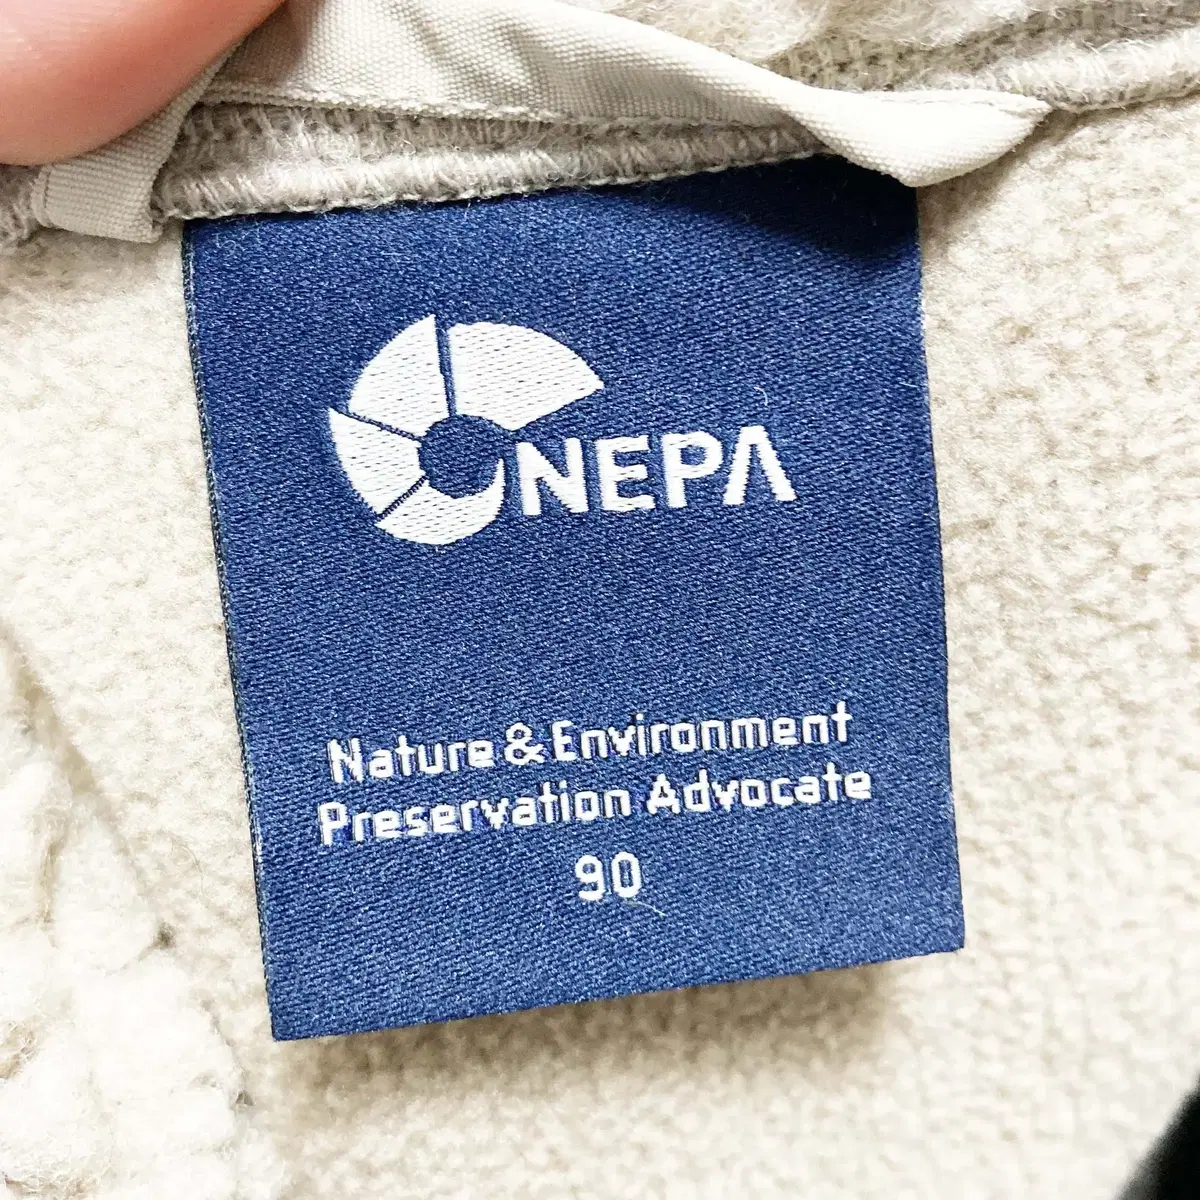 NEPA
Nature & Environment
Preservation Advocate
90